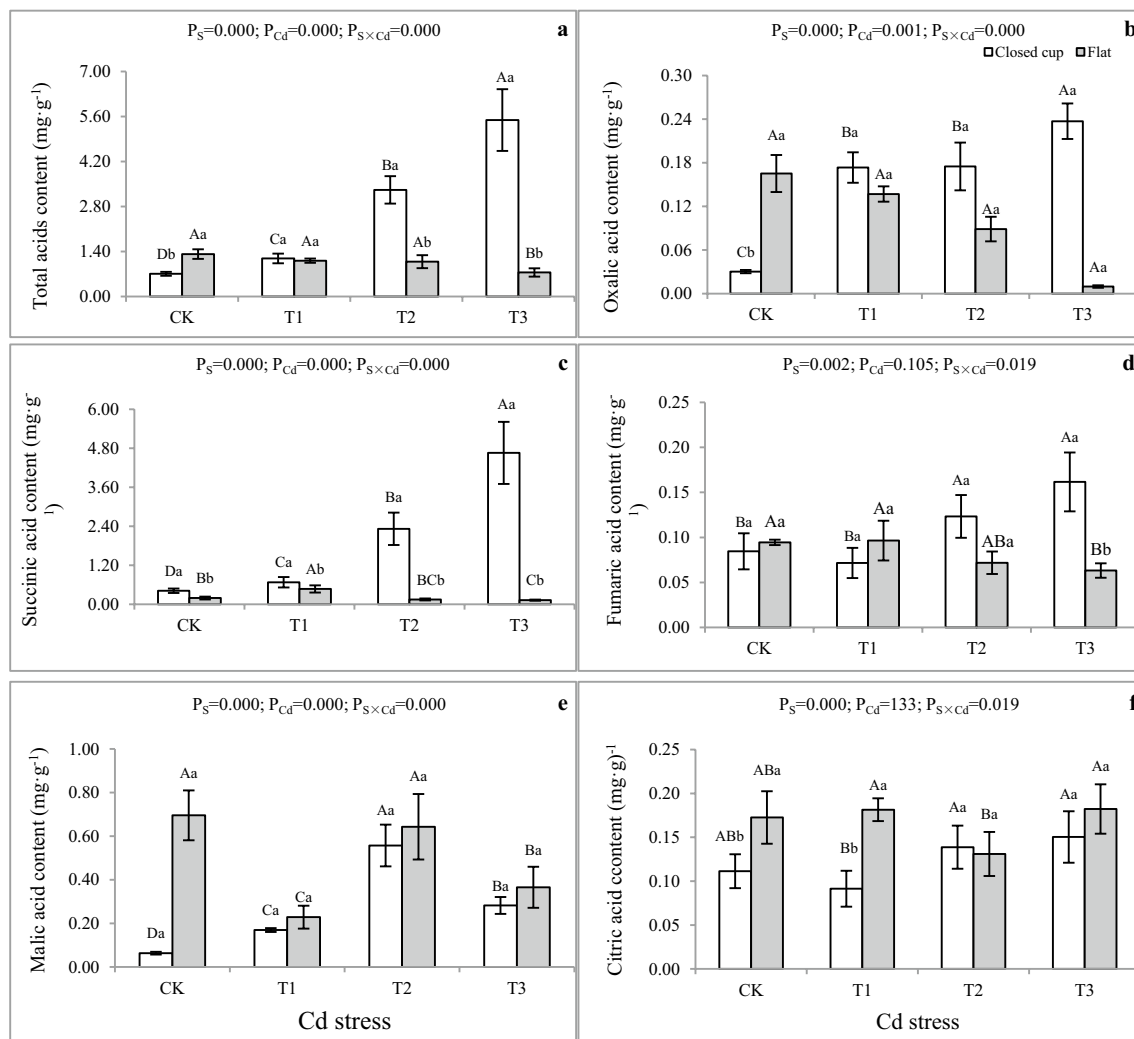 P_S=0.000; P_Cd=0.000; P_S×Cd=0.000 a
Total acids content (mg·g⁻¹)
7.00
5.60
4.20
2.80
1.40
0.00
Db
Aa
Ca
Aa
Ba
Ab
Aa
Bb
CK T1 T2 T3
P_S=0.000; P_Cd=0.001; P_S×Cd=0.000 b
Closed cup Flat
Oxalic acid content (mg·g⁻¹)
0.30
0.24
0.18
0.12
0.06
0.00
Cb
Aa
Ba
Aa
Ba
Aa
Aa
Aa
CK T1 T2 T3
P_S=0.000; P_Cd=0.000; P_S×Cd=0.000 c
Succinic acid content (mg·g⁻
¹)
6.00
4.80
3.60
2.40
1.20
0.00
Da
Bb
Ca
Ab
Ba
BCb
Aa
Cb
CK T1 T2 T3
P_S=0.002; P_Cd=0.105; P_S×Cd=0.019 d
Fumaric acid content (mg·g⁻
¹)
0.25
0.20
0.15
0.10
0.05
0.00
Ba
Aa
Ba
Aa
Aa
ABa
Aa
Bb
CK T1 T2 T3
P_S=0.000; P_Cd=0.000; P_S×Cd=0.000 e
Malic acid content (mg·g⁻¹)
1.00
0.80
0.60
0.40
0.20
0.00
Da
Aa
Ca
Ca
Aa
Aa
Ba
Ba
CK T1 T2 T3
Cd stress
P_S=0.000; P_Cd=133; P_S×Cd=0.019 f
Citric acid ccontent (mg·g)⁻¹
0.25
0.20
0.15
0.10
0.05
0.00
ABb
ABa
Bb
Aa
Aa
Ba
Aa
Aa
CK T1 T2 T3
Cd stress